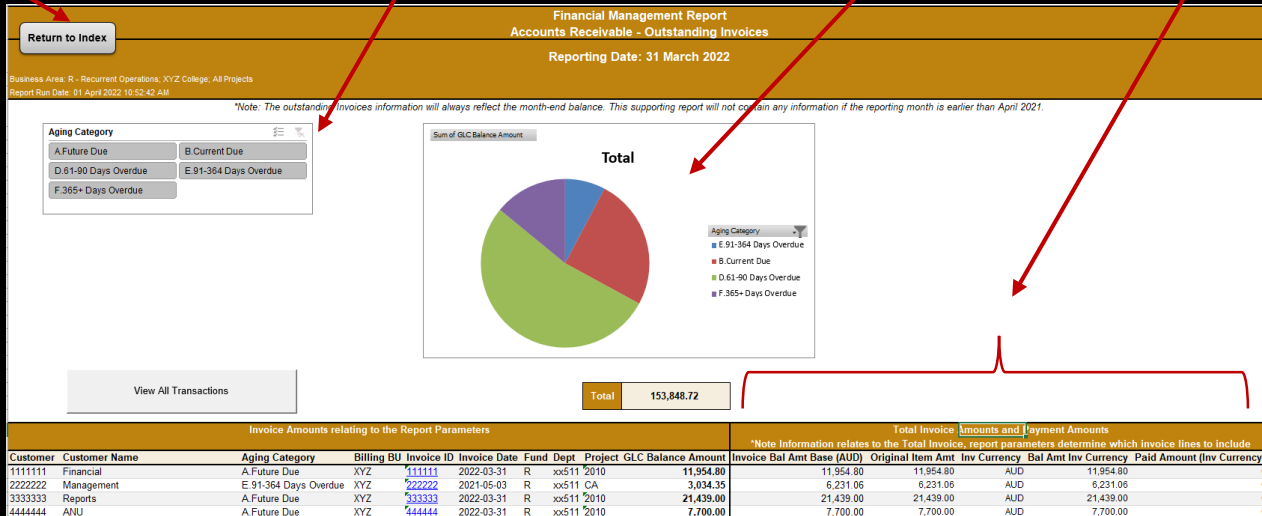 Return to Index
Financial Management Report
Accounts Receivable - Outstanding Invoices
Reporting Date: 31 March 2022
Business Area: R - Recurrent Operations; XYZ College; All Projects
Report Run Date: 01 April 2022 10:52:42 AM
*Note: The outstanding Invoices information will always reflect the month-end balance. This supporting report will not contain any information if the reporting month is earlier than April 2021.
Aging Category
A.Future Due B.Current Due
D.61-90 Days Overdue E.91-364 Days Overdue
F.365+ Days Overdue
Sum of GLC Balance Amount
Total
Aging Category
E.91-364 Days Overdue
B.Current Due
D.61-90 Days Overdue
F.365+ Days Overdue
View All Transactions
Total 153,848.72
Invoice Amounts relating to the Report Parameters Total Invoice Amounts and Payment Amounts
*Note Information relates to the Total Invoice, report parameters determine which invoice lines to include
Customer Customer Name Aging Category Billing BU Invoice ID Invoice Date Fund Dept Project GLC Balance Amount Invoice Bal Amt Base (AUD) Original Item Amt Inv Currency Bal Amt Inv Currency Paid Amount (Inv Currency
1111111 Financial A.Future Due XYZ 111111 2022-03-31 R xx511 2010 11,954.80 11,954.80 11,954.80 AUD 11,954.80
2222222 Management E.91-364 Days Overdue XYZ 222222 2021-05-03 R xx511 CA 3,034.35 6,231.06 6,231.06 AUD 6,231.06
3333333 Reports A.Future Due XYZ 333333 2022-03-31 R xx511 2010 21,439.00 21,439.00 21,439.00 AUD 21,439.00
4444444 ANU A.Future Due XYZ 444444 2022-03-31 R xx511 2010 7,700.00 7,700.00 7,700.00 AUD 7,700.00